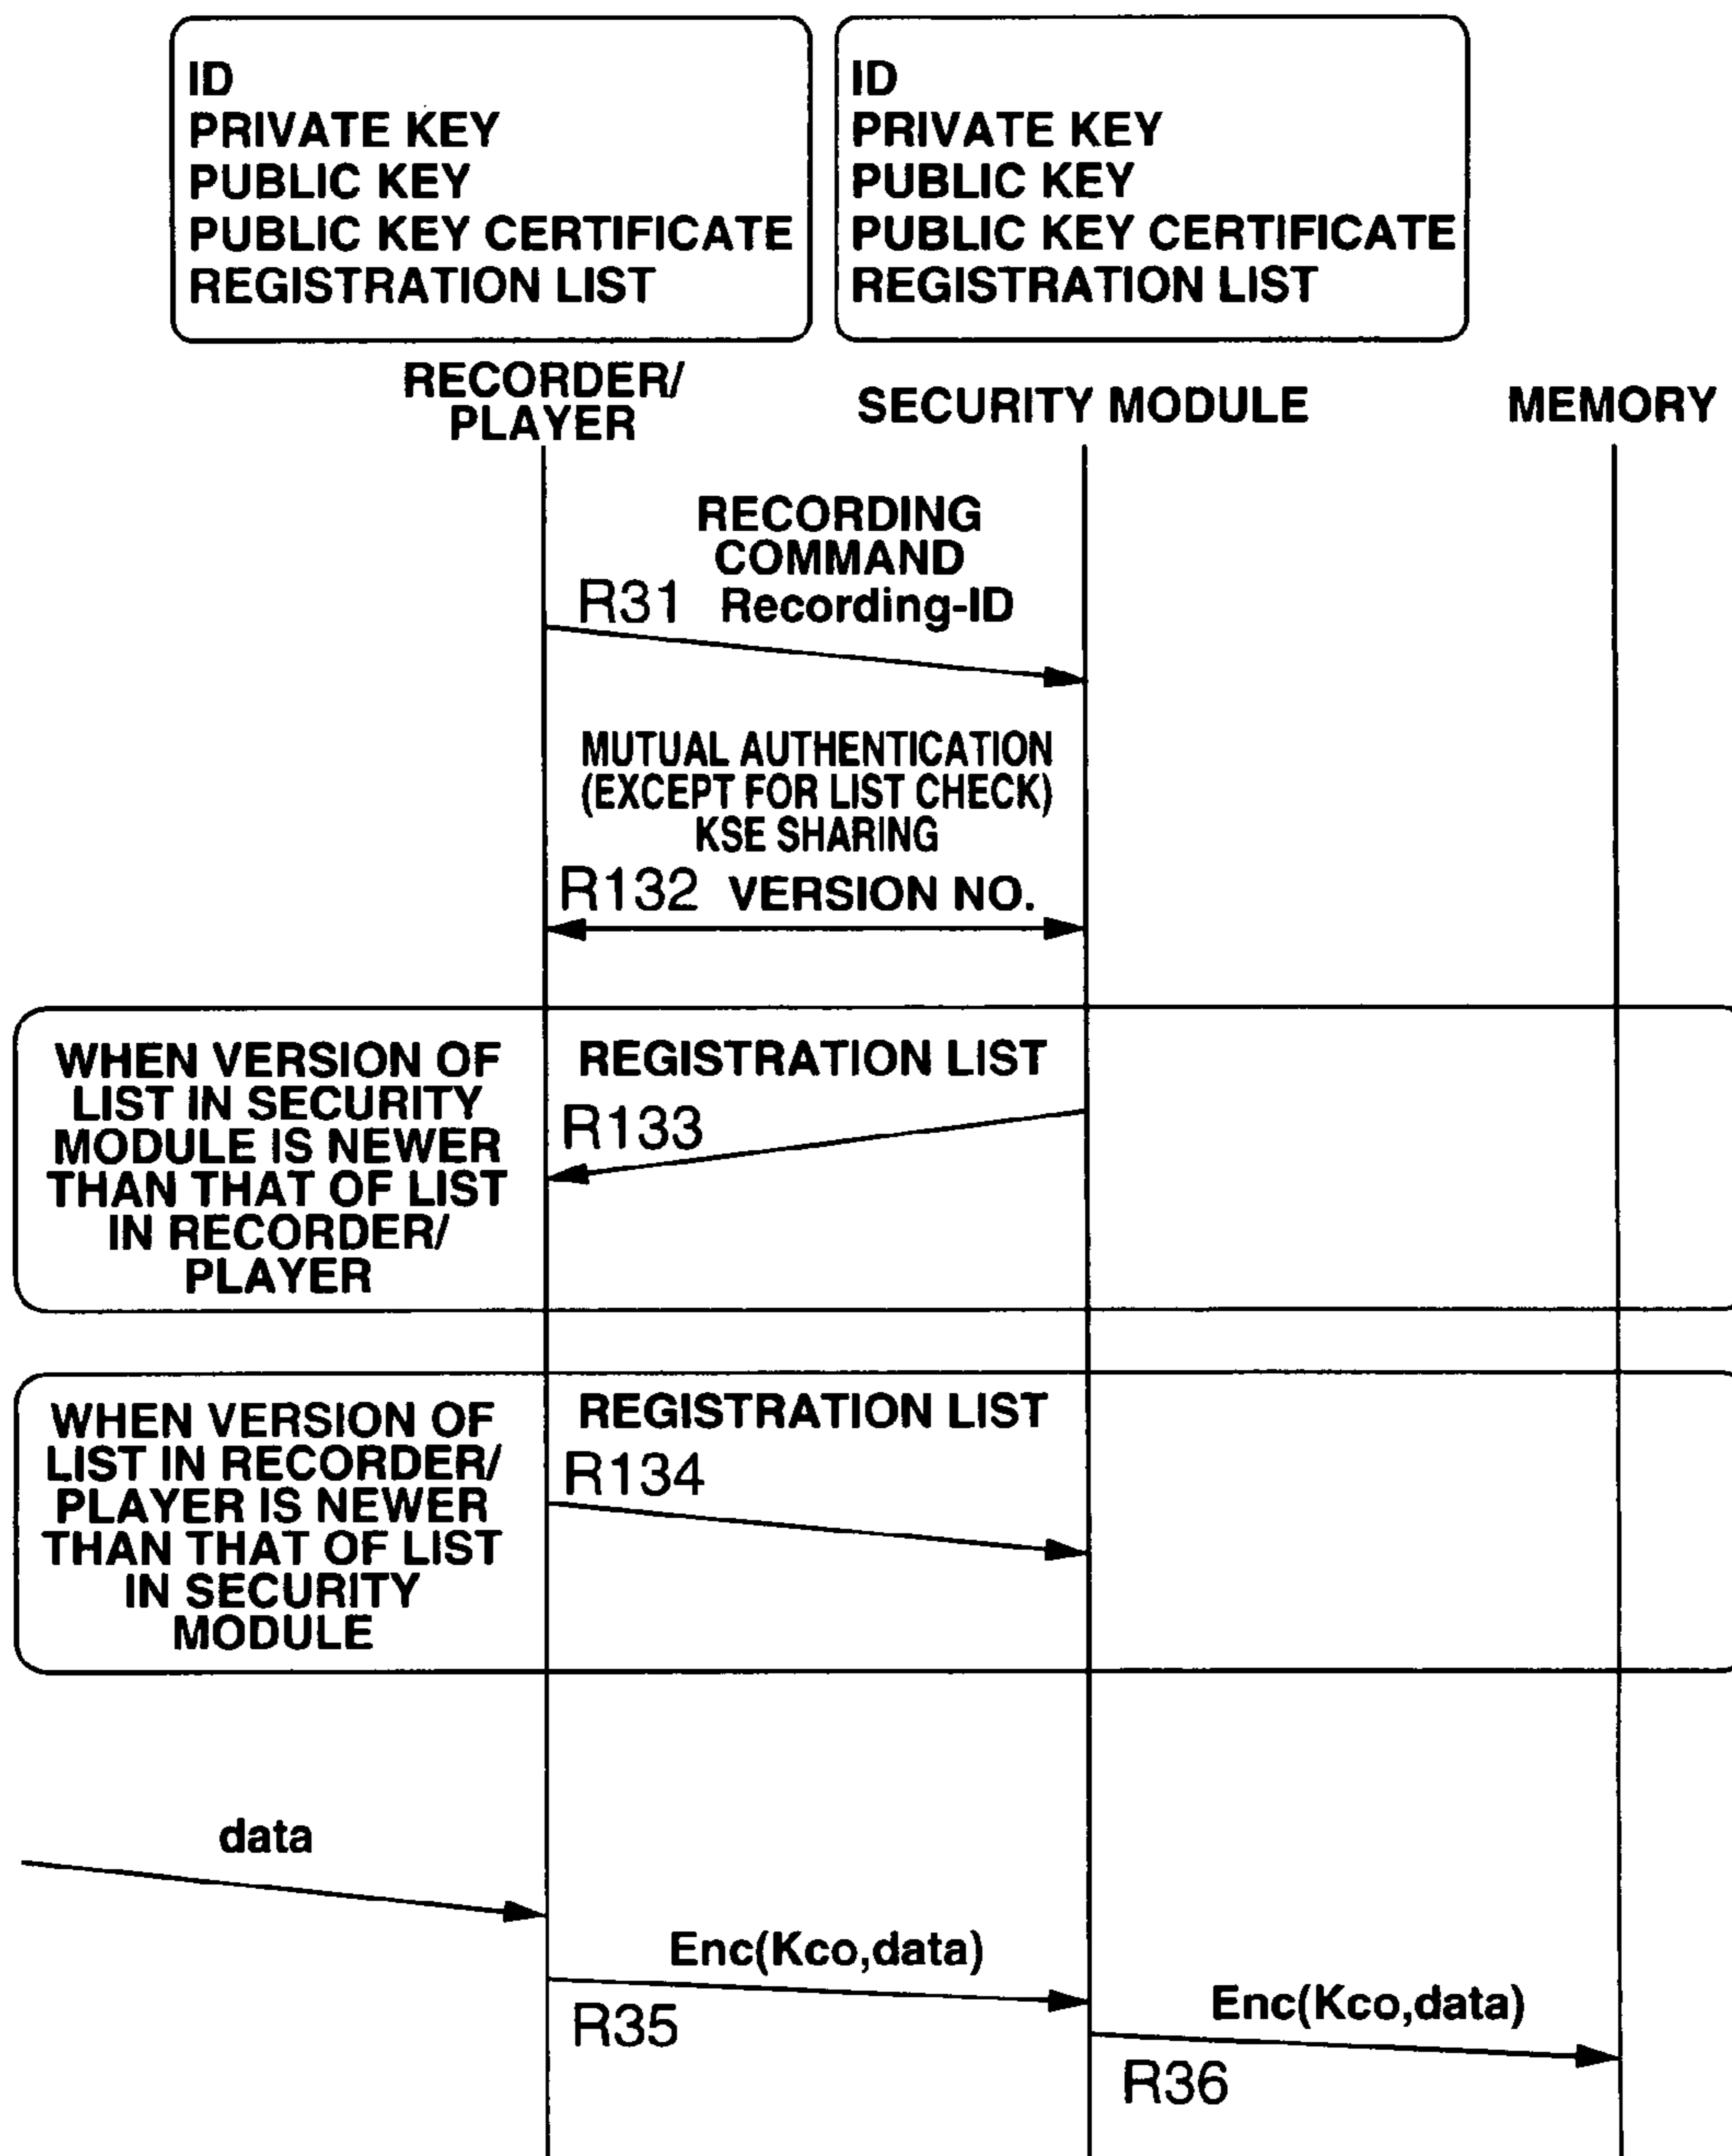 ID
PRIVATE KEY
PUBLIC KEY
PUBLIC KEY CERTIFICATE
REGISTRATION LIST
ID
PRIVATE KEY
PUBLIC KEY
PUBLIC KEY CERTIFICATE
REGISTRATION LIST
RECORDER/
PLAYER
SECURITY MODULE
MEMORY
RECORDING
COMMAND
R31 Recording-ID
MUTUAL AUTHENTICATION
(EXCEPT FOR LIST CHECK)
KSE SHARING
R132 VERSION NO.
WHEN VERSION OF
LIST IN SECURITY
MODULE IS NEWER
THAN THAT OF LIST
IN RECORDER/
PLAYER
REGISTRATION LIST
R133
WHEN VERSION OF
LIST IN RECORDER/
PLAYER IS NEWER
THAN THAT OF LIST
IN SECURITY
MODULE
REGISTRATION LIST
R134
data
Enc(Kco,data)
R35
Enc(Kco,data)
R36